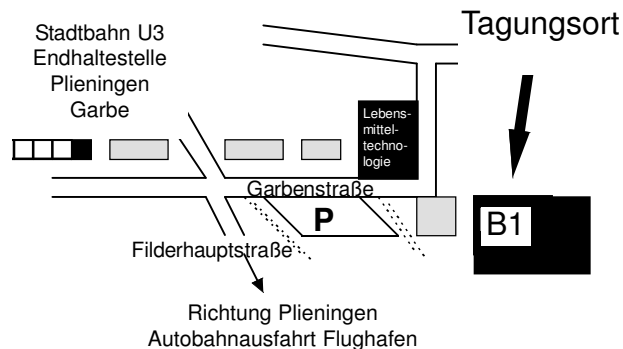 Stadtbahn U3
Endhaltestelle
Plieningen
Garbe
Tagungsort
Lebens-
mittel-
techno-
logie
Garbenstraße
P
B1
Filderhauptstraße
Richtung Plieningen
Autobahnausfahrt Flughafen